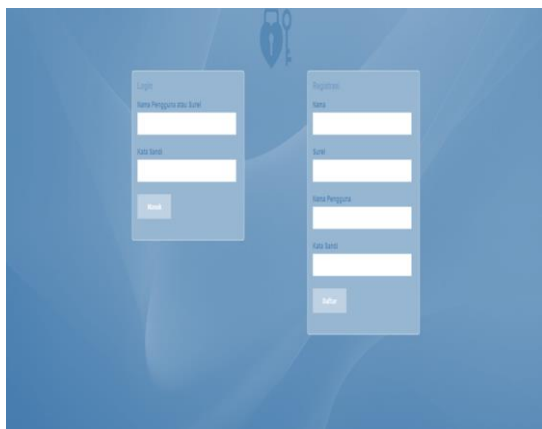 Login
Nama Pengguna atau Surel
Kata Sandi
Masuk
Registrasi
Nama
Surel
Nama Pengguna
Kata Sandi
Daftar